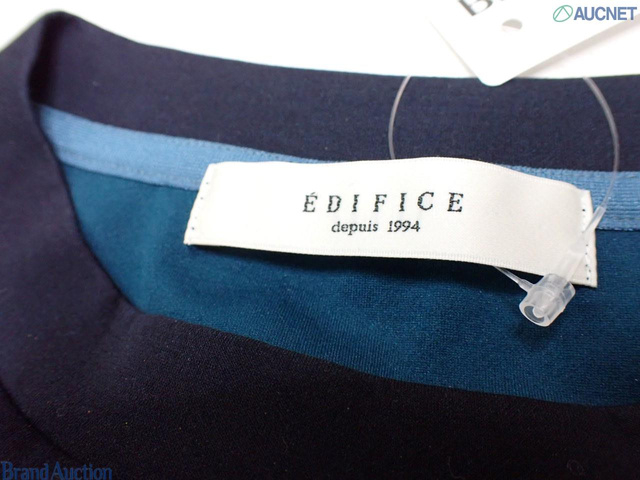 AUCNET
ÉDIFICE
depuis 1994
Brand Auction